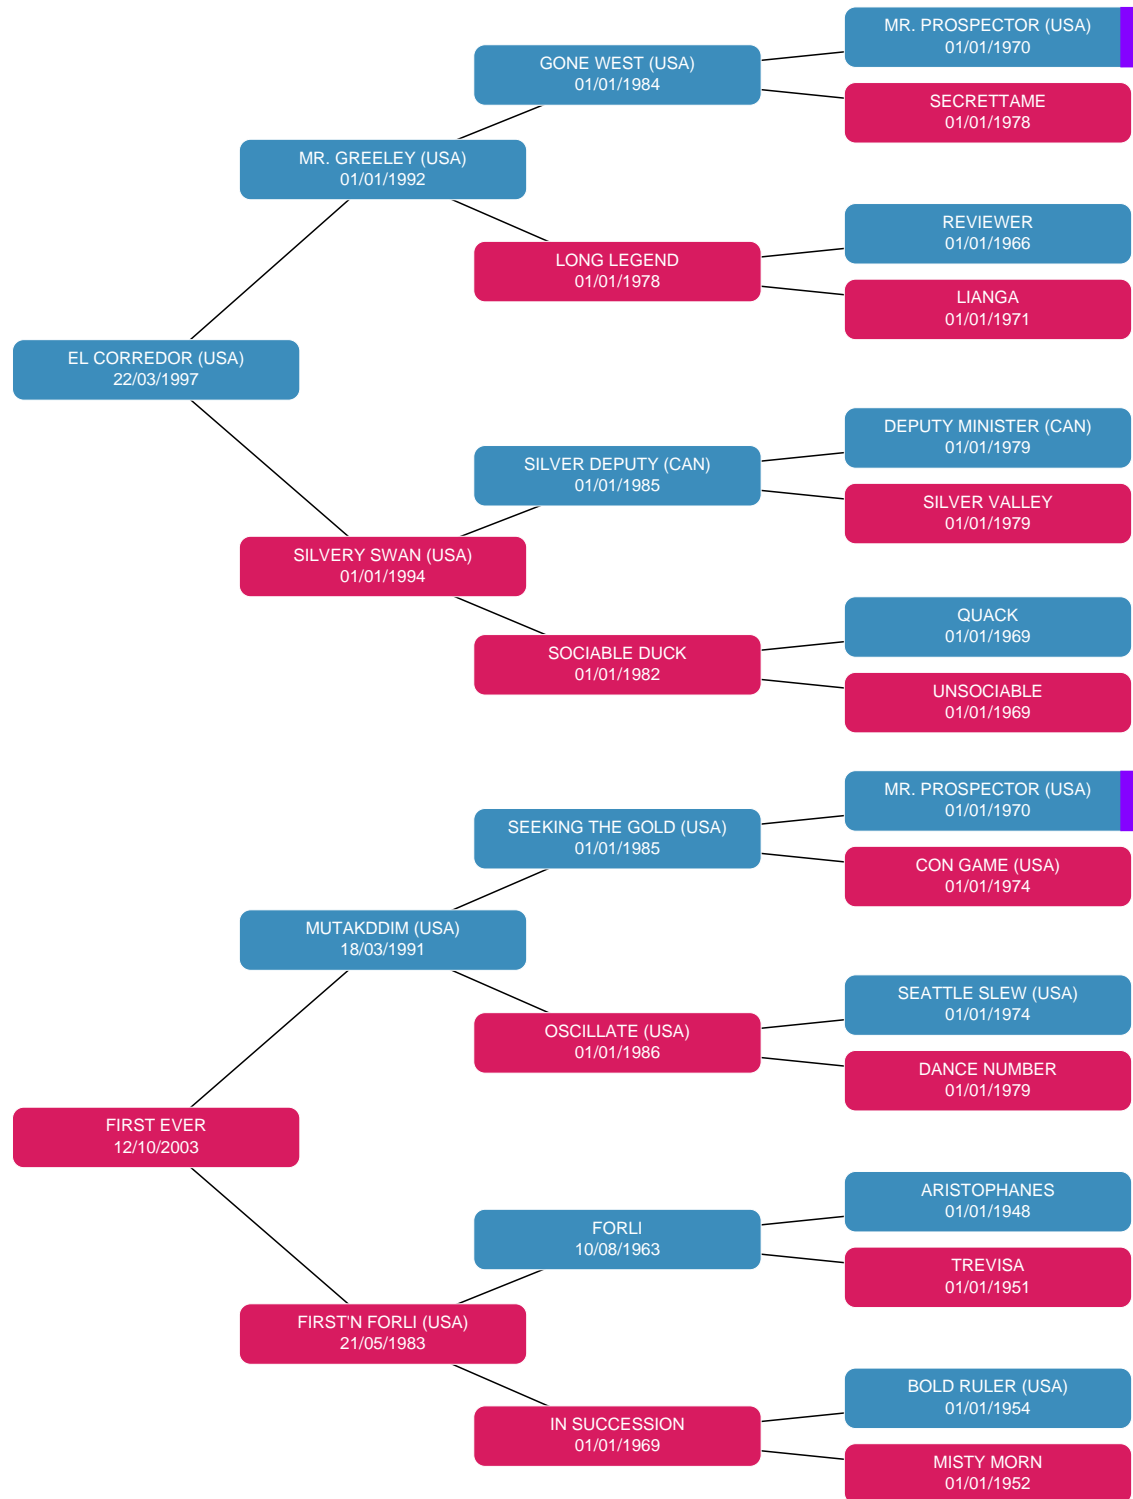 MR. PROSPECTOR (USA)
01/01/1970
GONE WEST (USA)
01/01/1984
SECRETTAME
01/01/1978
MR. GREELEY (USA)
01/01/1992
REVIEWER
01/01/1966
LONG LEGEND
01/01/1978
LIANGA
01/01/1971
EL CORREDOR (USA)
22/03/1997
DEPUTY MINISTER (CAN)
01/01/1979
SILVER DEPUTY (CAN)
01/01/1985
SILVER VALLEY
01/01/1979
SILVERY SWAN (USA)
01/01/1994
QUACK
01/01/1969
SOCIABLE DUCK
01/01/1982
UNSOCIABLE
01/01/1969
MR. PROSPECTOR (USA)
01/01/1970
SEEKING THE GOLD (USA)
01/01/1985
CON GAME (USA)
01/01/1974
MUTAKDDIM (USA)
18/03/1991
SEATTLE SLEW (USA)
01/01/1974
OSCILLATE (USA)
01/01/1986
DANCE NUMBER
01/01/1979
FIRST EVER
12/10/2003
ARISTOPHANES
01/01/1948
FORLI
10/08/1963
TREVISA
01/01/1951
FIRST'N FORLI (USA)
21/05/1983
BOLD RULER (USA)
01/01/1954
IN SUCCESSION
01/01/1969
MISTY MORN
01/01/1952